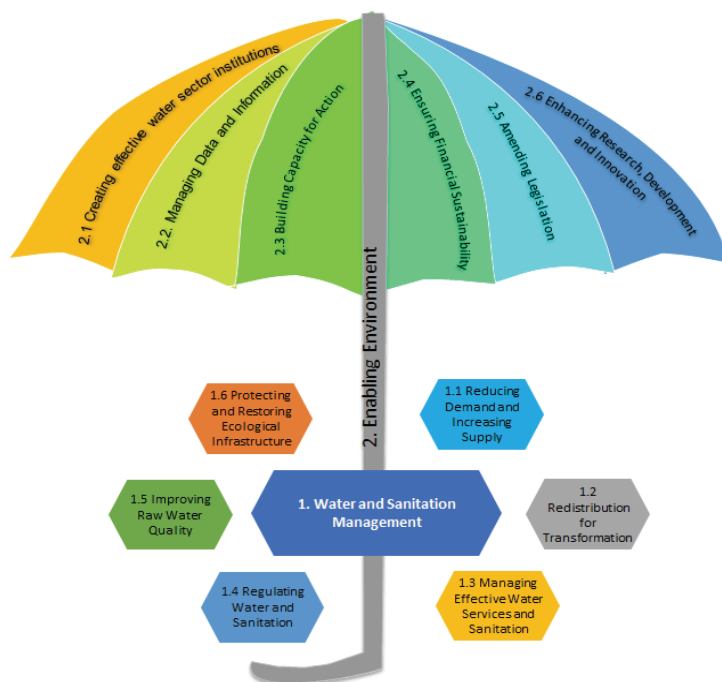 2.1 Creating effective water sector institutions
2.2. Managing Data and Information
2.3 Building Capacity for Action
2.4 Ensuring Financial Sustainability
2.5 Amending Legislation
2.6 Enhancing Research, Development
and Innovation
2. Enabling Environment
1.6 Protecting
and Restoring
Ecological
Infrastructure
1.1 Reducing
Demand and
Increasing
Supply
1.5 Improving
Raw Water
Quality
1. Water and Sanitation
Management
1.2
Redistribution
for
Transformation
1.4 Regulating
Water and
Sanitation
1.3 Managing
Effective Water
Services and
Sanitation